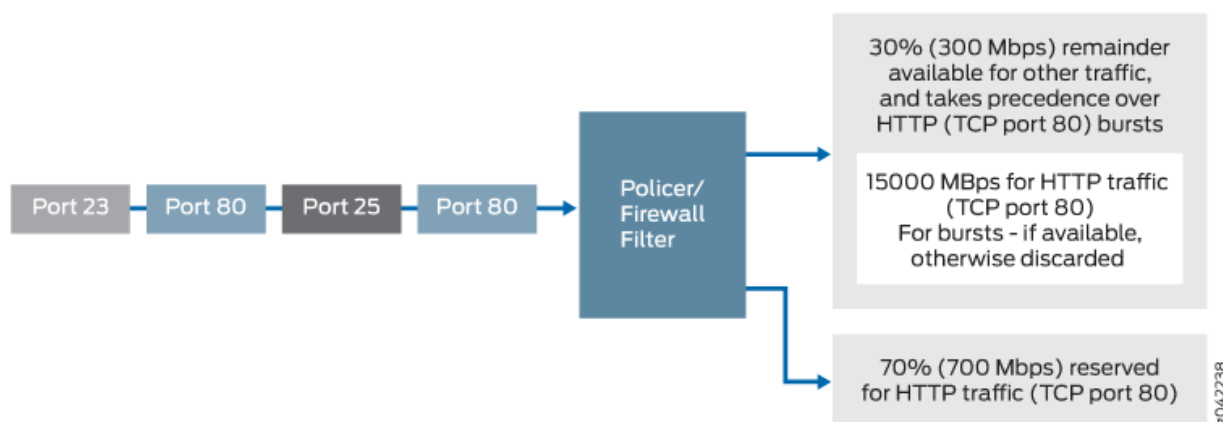 Port 23
Port 80
Port 25
Port 80
Policer/
Firewall
Filter
30% (300 Mbps) remainder
available for other traffic,
and takes precedence over
HTTP (TCP port 80) bursts
15000 MBps for HTTP traffic
(TCP port 80)
For bursts - if available,
otherwise discarded
70% (700 Mbps) reserved
for HTTP traffic (TCP port 80)
g042238